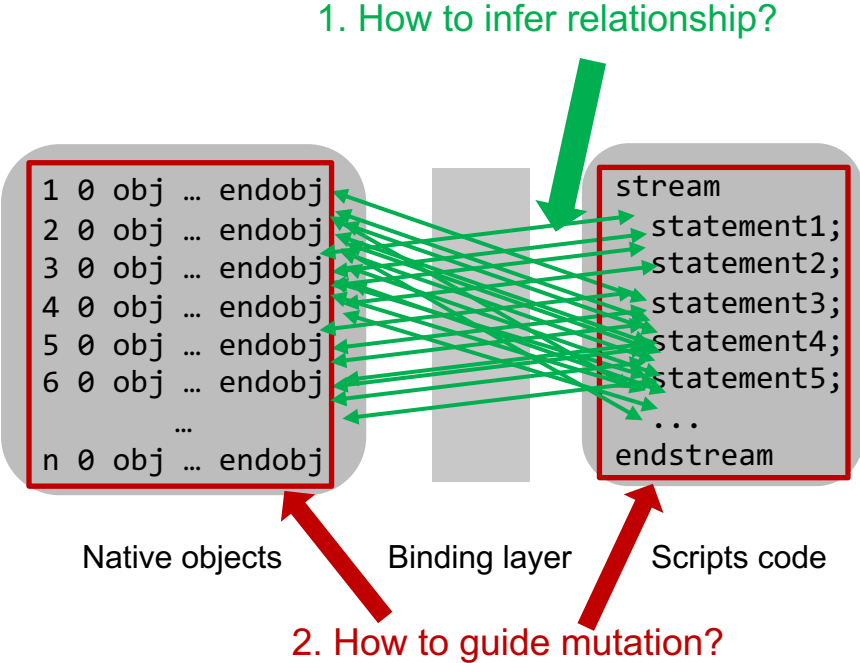 1. How to infer relationship?
1 0 obj … endobj
2 0 obj … endobj
3 0 obj … endobj
4 0 obj … endobj
5 0 obj … endobj
6 0 obj … endobj
…
n 0 obj … endobj
stream
statement1;
statement2;
statement3;
statement4;
statement5;
...
endstream
Native objects
Binding layer
Scripts code
2. How to guide mutation?